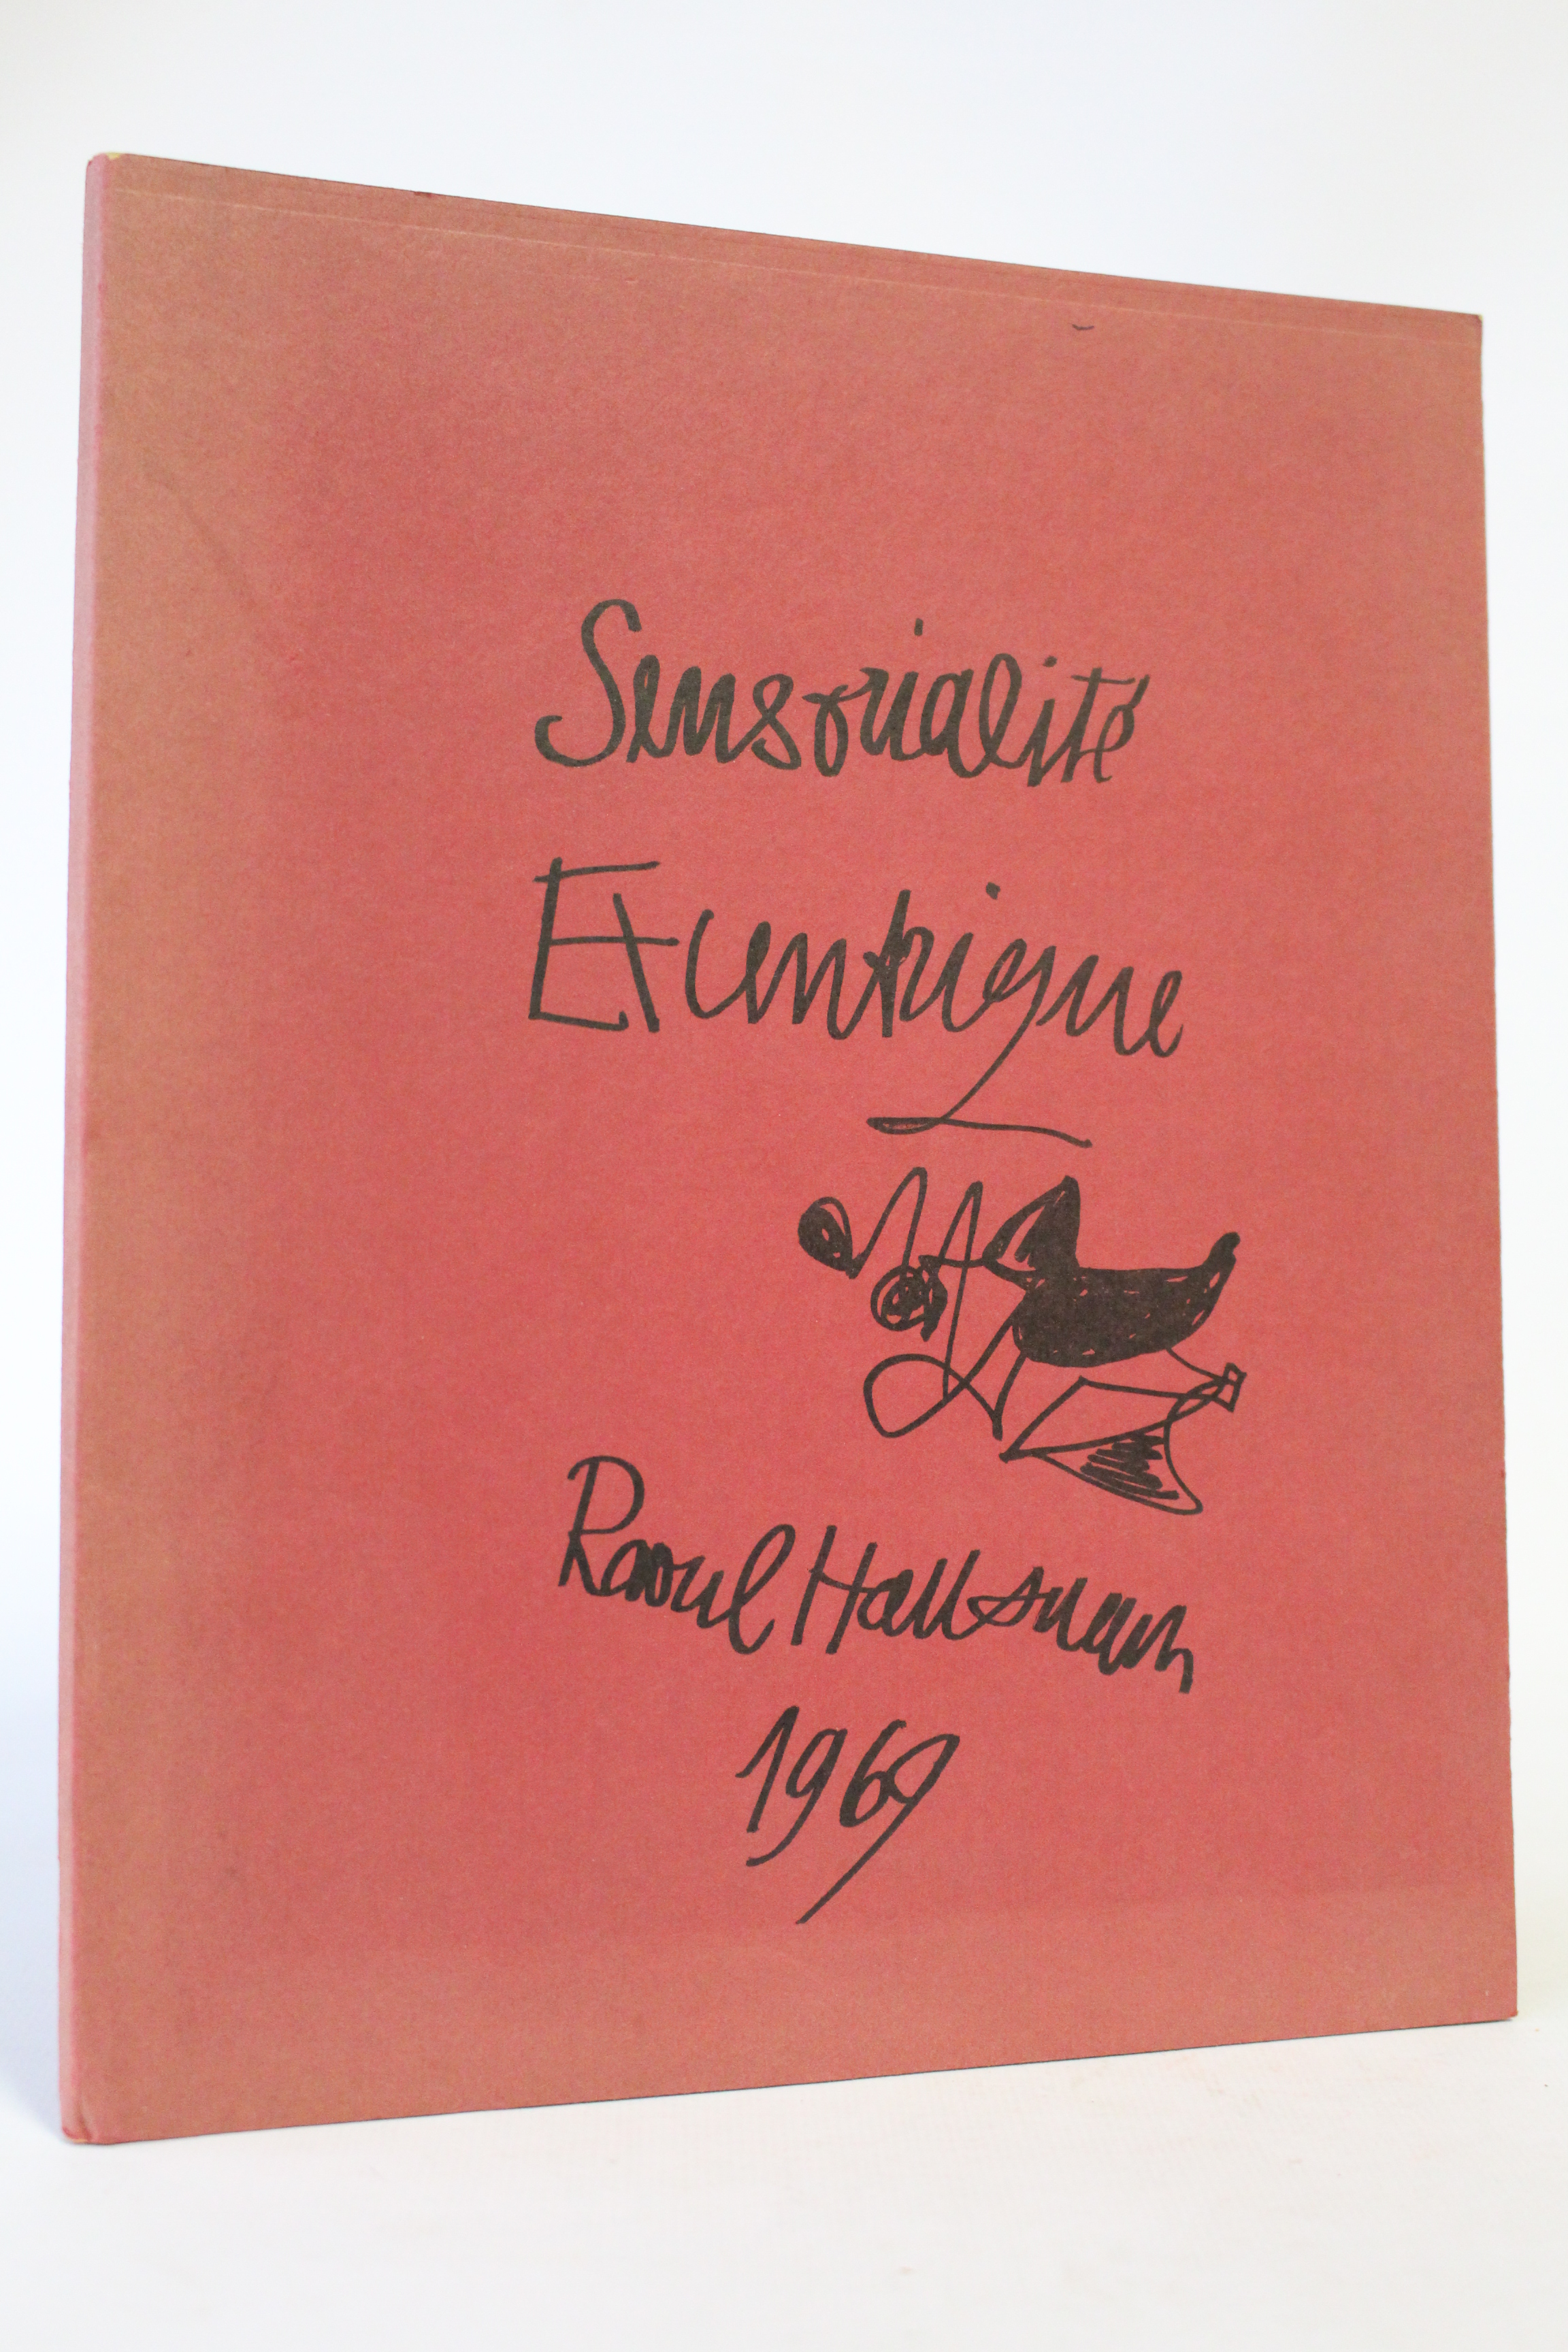 Sensorialité
Excentrique
Raoul Hausmann
1969